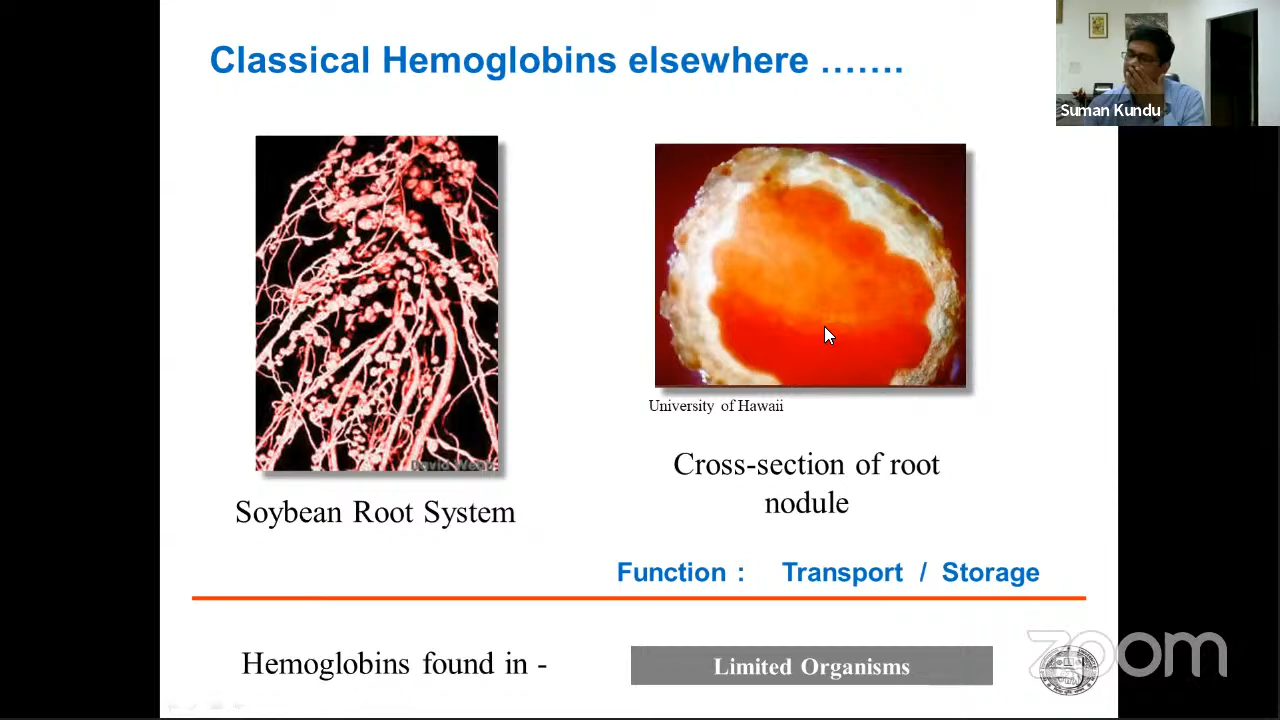 Classical Hemoglobins elsewhere …….
Suman Kundu
University of Hawaii
Cross-section of root
nodule
Soybean Root System
Function : Transport / Storage
Hemoglobins found in -
Limited Organisms
zoom